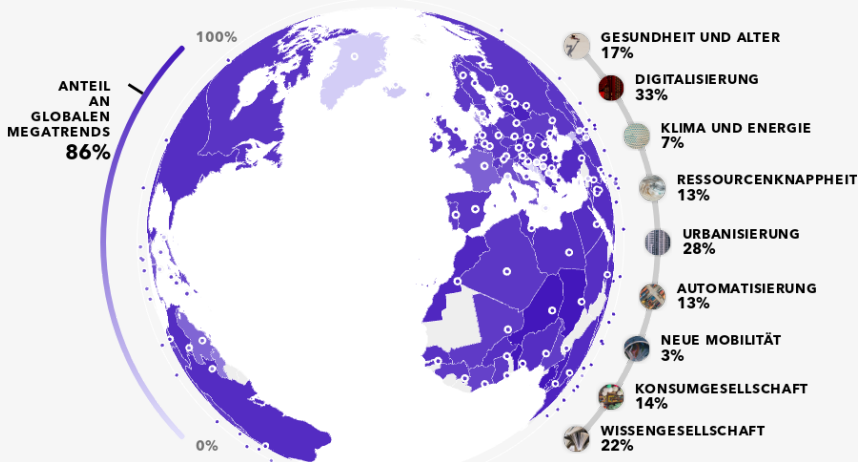 100%
ANTEIL
AN
GLOBALEN
MEGATRENDS
86%
0%
GESUNDHEIT UND ALTER
17%
DIGITALISIERUNG
33%
KLIMA UND ENERGIE
7%
RESSOURCENKNAPPHEIT
13%
URBANISIERUNG
28%
AUTOMATISIERUNG
13%
NEUE MOBILITÄT
3%
KONSUMGESELLSCHAFT
14%
WISSENGESELLSCHAFT
22%